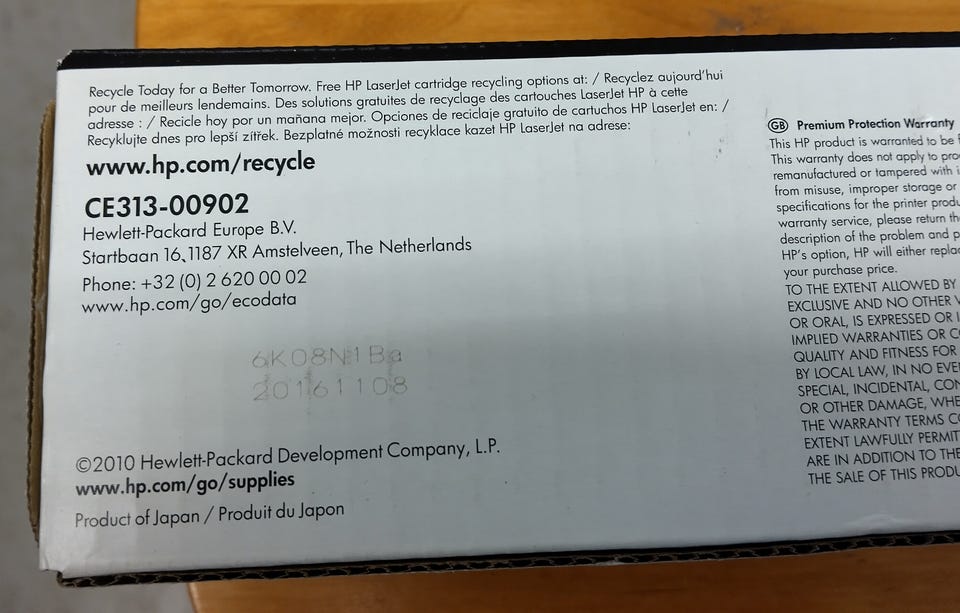 Recycle Today for a Better Tomorrow. Free HP LaserJet cartridge recycling options at: / Recyclez aujourd'hui
pour de meilleurs lendemains. Des solutions gratuites de recyclage des cartouches LaserJet HP à cette
adresse : / Recicle hoy por un mañana mejor. Opciones de reciclaje gratuito de cartuchos HP LaserJet en: /
Recyklujte dnes pro lepší zítřek. Bezplatné možnosti recyklace kazet HP LaserJet na adrese:
www.hp.com/recycle
CE313-00902
Hewlett-Packard Europe B.V.
Startbaan 16, 1187 XR Amstelveen, The Netherlands
Phone: +32 (0) 2 620 00 02
www.hp.com/go/ecodata
6K08N1Ba
20161108
©2010 Hewlett-Packard Development Company, L.P.
www.hp.com/go/supplies
Product of Japan / Produit du Japon
GB Premium Protection Warranty
This HP product is warranted to be
This warranty does not apply to
remanufactured or tampered with
from misuse, improper storage or
specifications for the printer
warranty service, please return
description of the problem and
HP's option, HP will either
your purchase price.
TO THE EXTENT ALLOWED BY
EXCLUSIVE AND NO OTHER
OR ORAL, IS EXPRESSED OR
IMPLIED WARRANTIES OR
QUALITY AND FITNESS FOR
BY LOCAL LAW, IN NO
SPECIAL, INCIDENTAL,
OR OTHER DAMAGE,
THE WARRANTY TERMS
EXTENT LAWFULLY
ARE IN ADDITION TO
THE SALE OF THIS